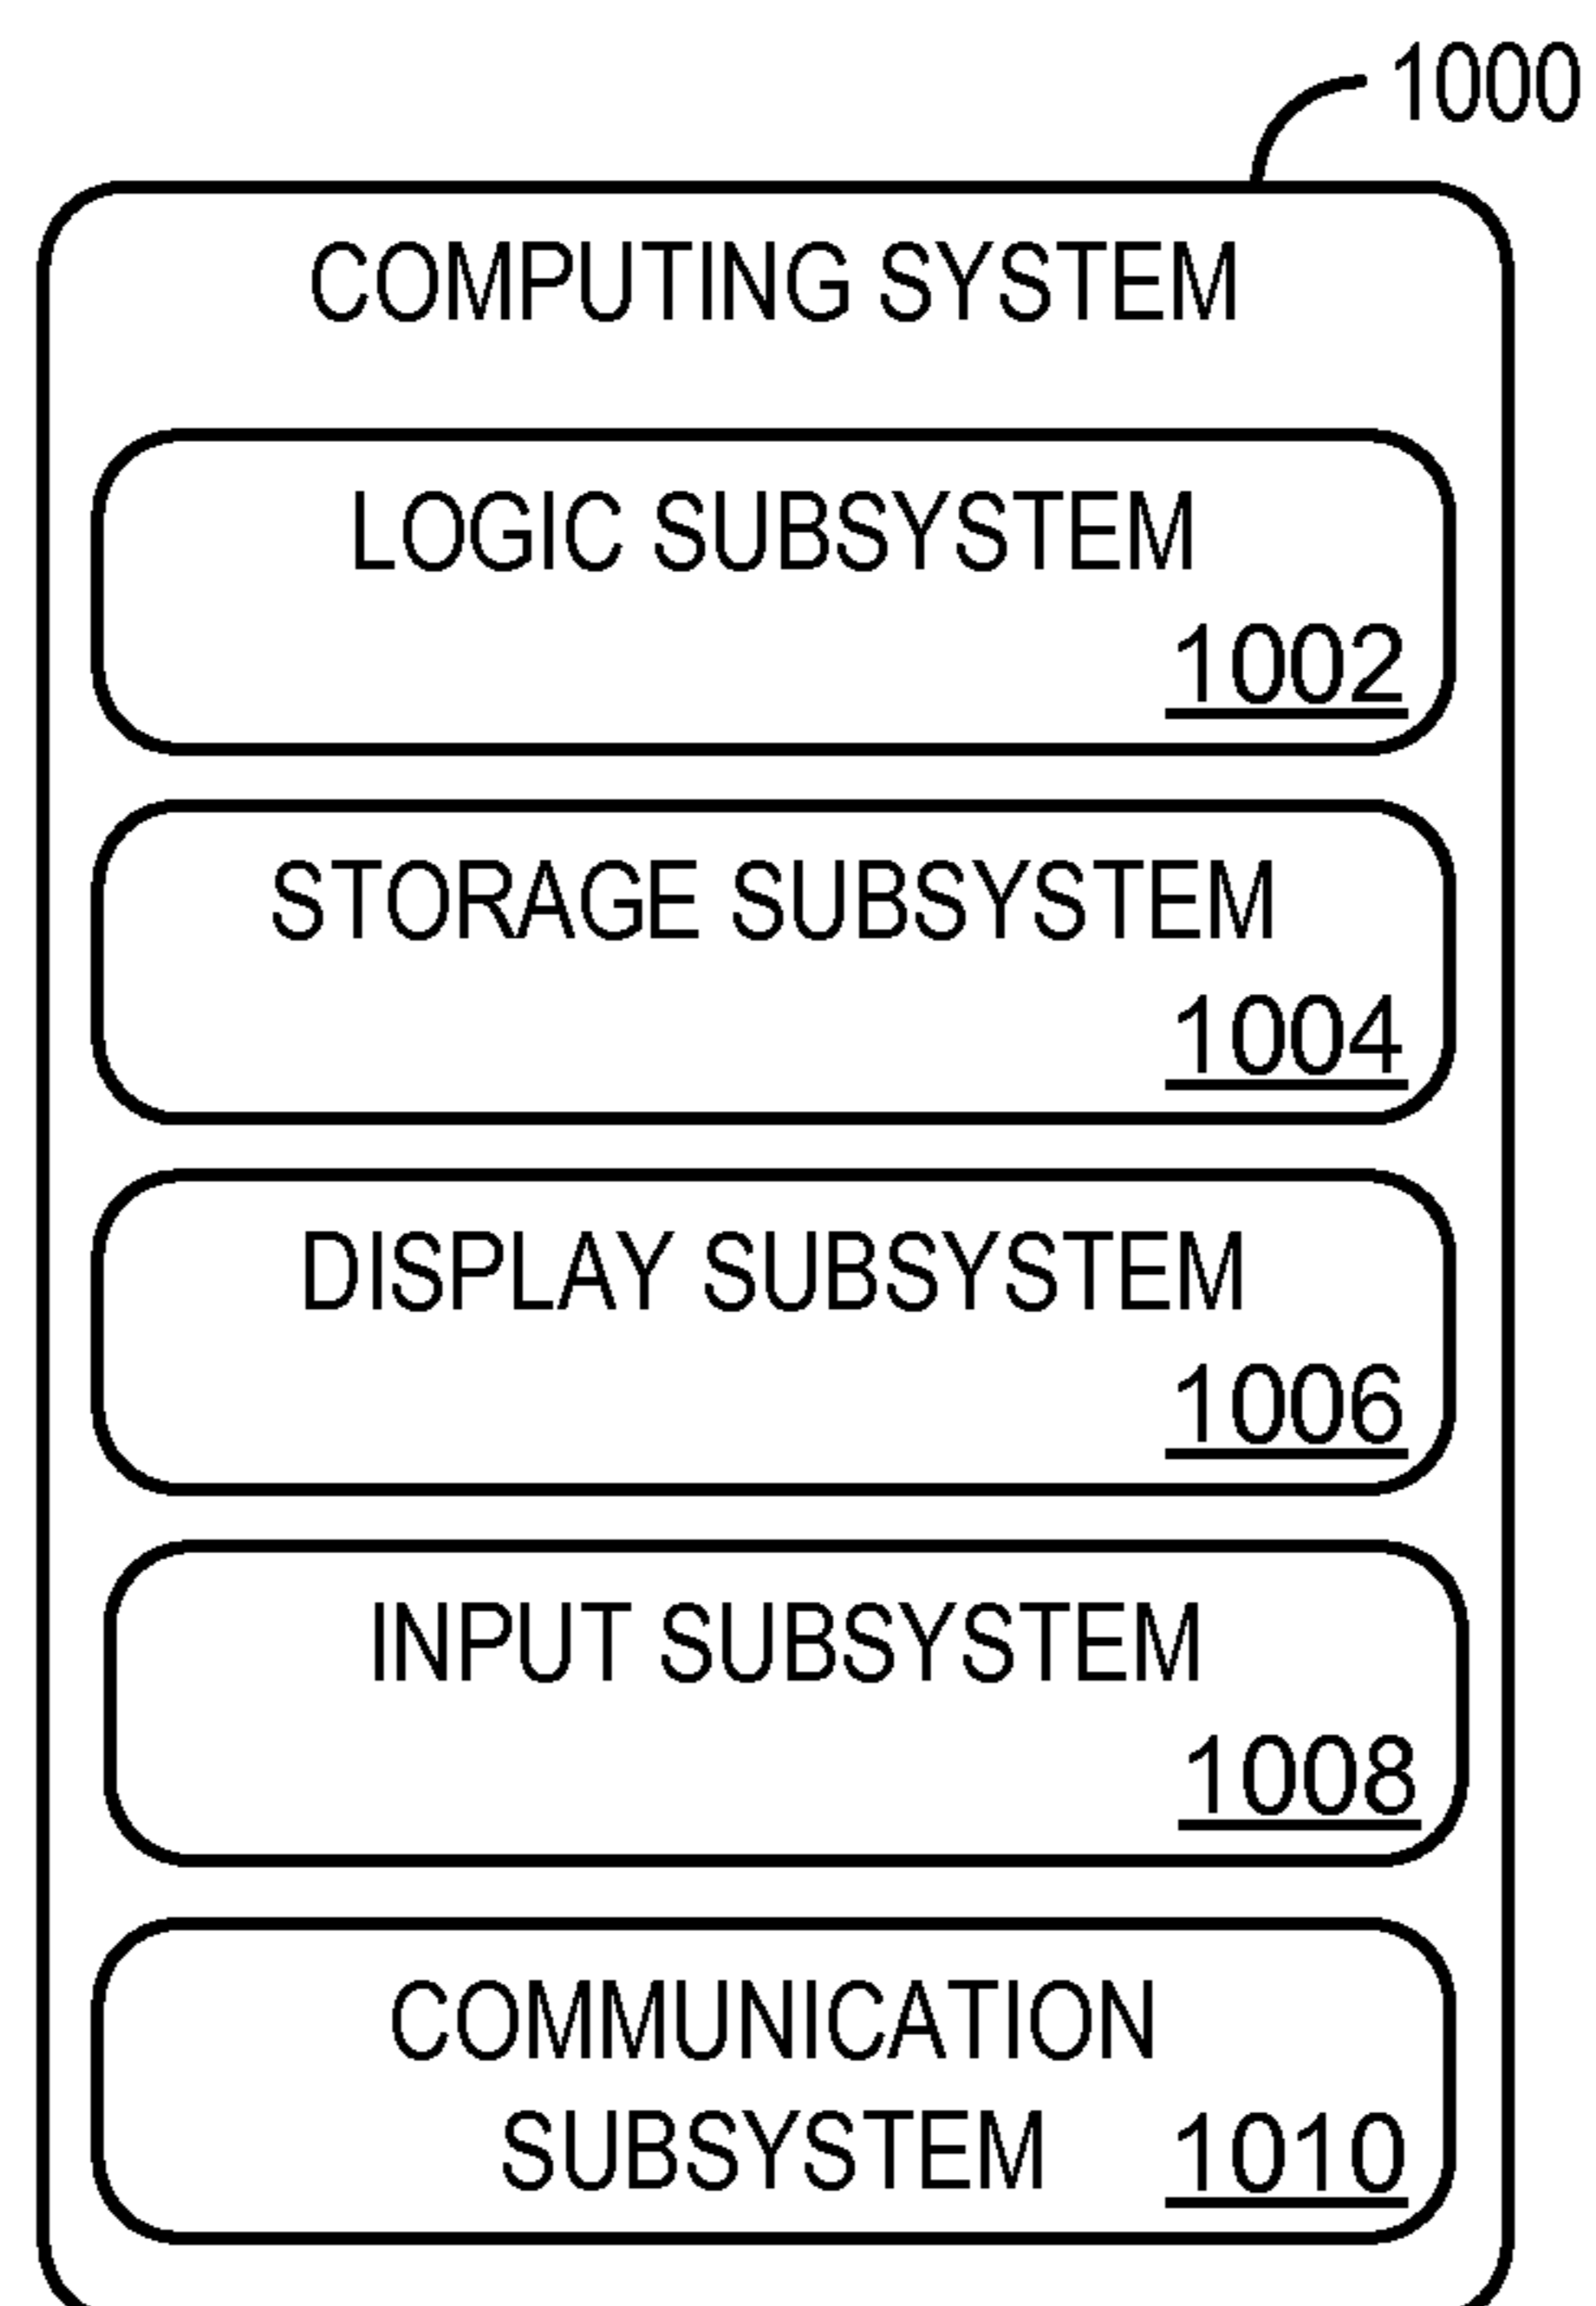 1000
COMPUTING SYSTEM
LOGIC SUBSYSTEM
1002
STORAGE SUBSYSTEM
1004
DISPLAY SUBSYSTEM
1006
INPUT SUBSYSTEM
1008
COMMUNICATION
SUBSYSTEM 1010